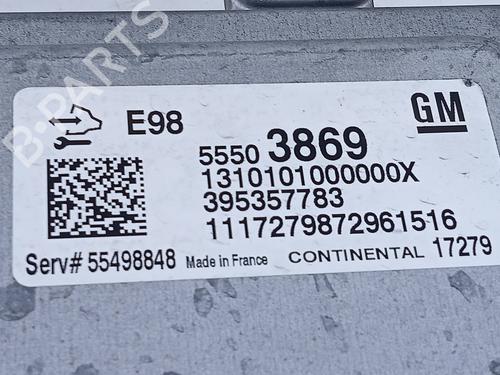 B-PARTS
E98
GM
5550 3869
1310101000000X
395357783
1117279872961516
Serv# 55498848 Made in France CONTINENTAL 17279